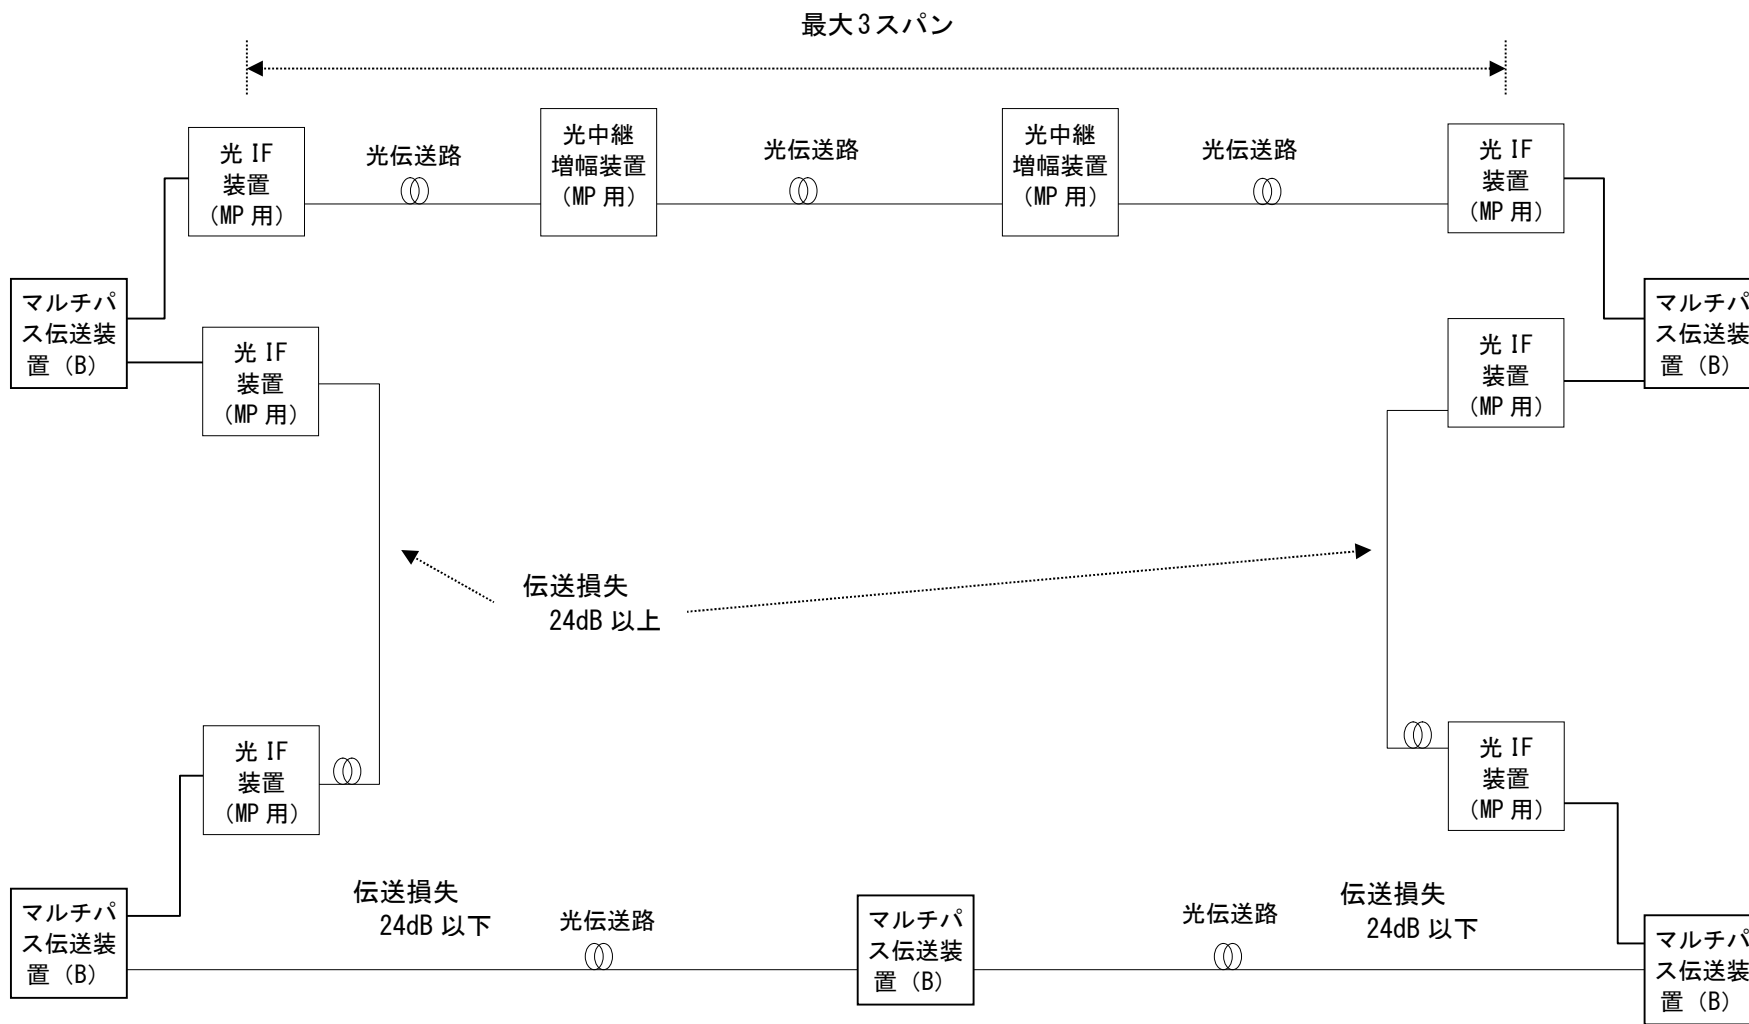 最大3スパン
光 IF
装置
(MP 用)
光伝送路
光中継
増幅装置
(MP 用)
光伝送路
光中継
増幅装置
(MP 用)
光伝送路
光 IF
装置
(MP 用)
マルチパ
ス伝送装
置 (B)
光 IF
装置
(MP 用)
光 IF
装置
(MP 用)
マルチパ
ス伝送装
置 (B)
伝送損失
24dB 以上
光 IF
装置
(MP 用)
光 IF
装置
(MP 用)
マルチパ
ス伝送装
置 (B)
伝送損失
24dB 以下
光伝送路
マルチパ
ス伝送装
置 (B)
光伝送路
伝送損失
24dB 以下
マルチパ
ス伝送装
置 (B)